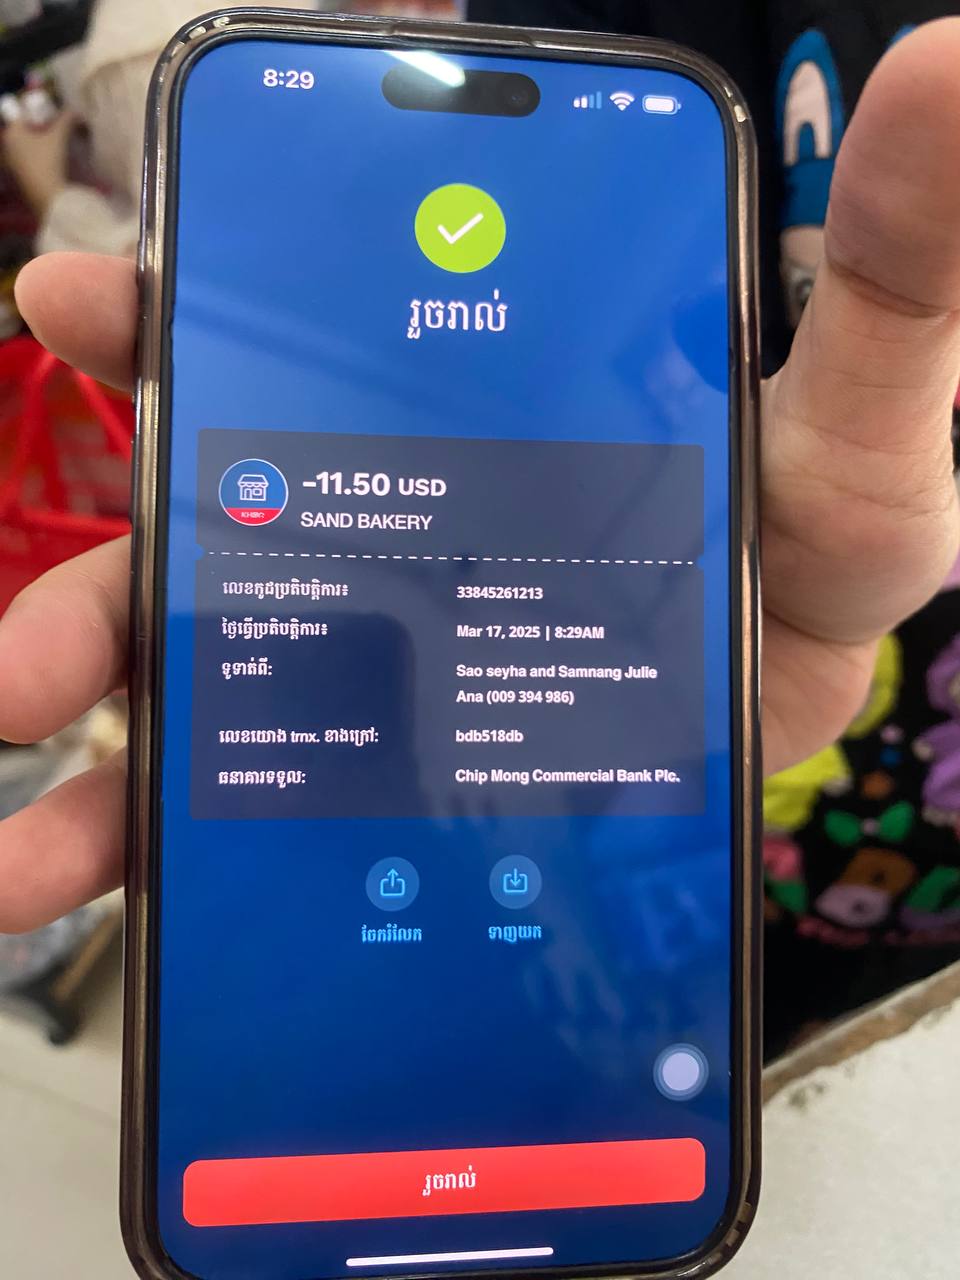 8:29
រួចរាល់
-11.50 USD
KHQR
SAND BAKERY
លេខកូដប្រតិបត្តិការ៖ 33845261213
ថ្ងៃធ្វើប្រតិបត្តិការ៖ Mar 17, 2025 | 8:29AM
ទូទាត់ពី: Sao seyha and Samnang Julie
Ana (009 394 986)
លេខយោង trnx. ខាងក្រៅ: bdb518db
ធនាគារទទួល: Chip Mong Commercial Bank Plc.
ចែករំលែក ទាញយក
រួចរាល់